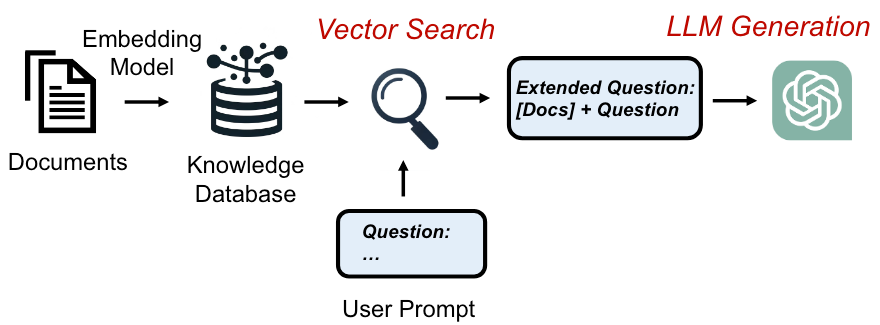 Embedding
Model
Vector Search
LLM Generation
Documents
Knowledge
Database
Extended Question:
[Docs] + Question
Question:
...
User Prompt